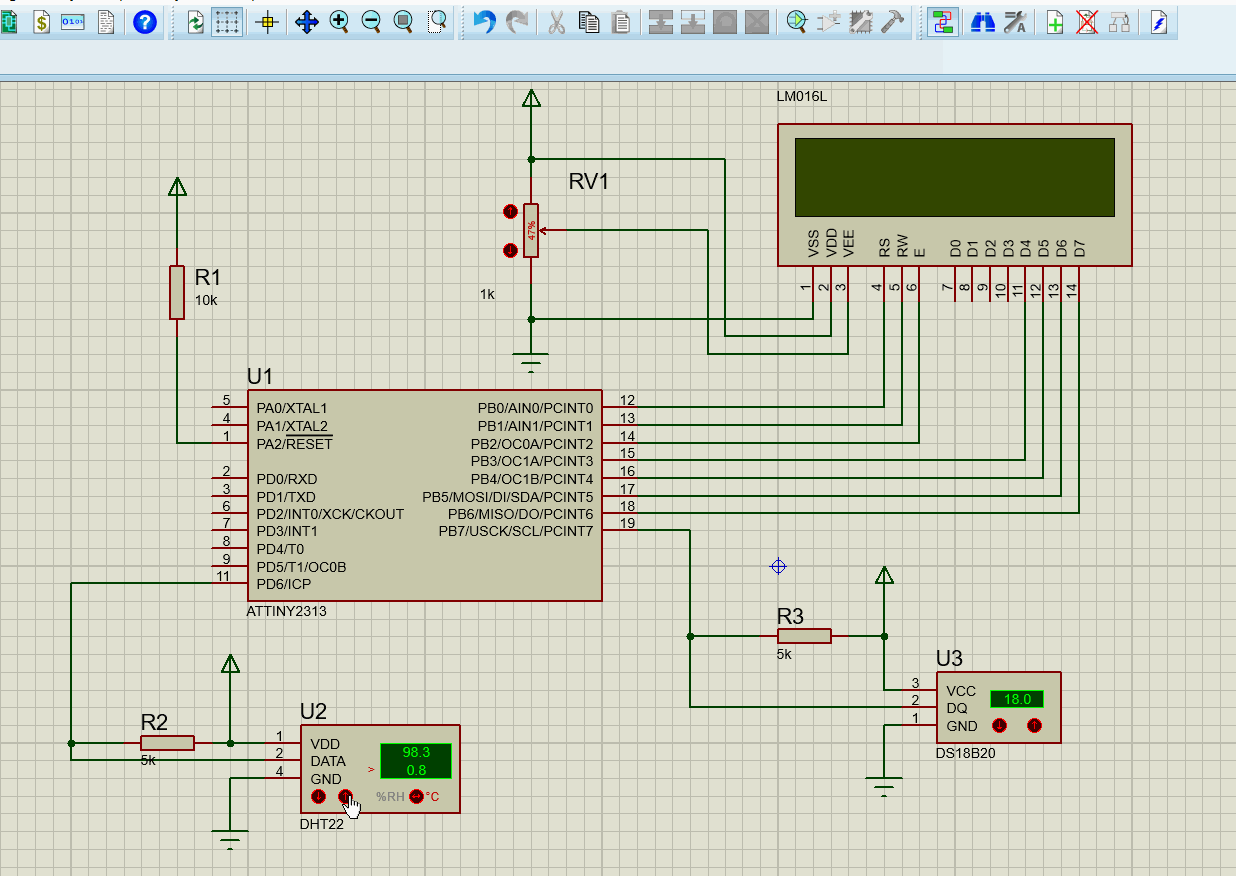 LM016L
RV1
47%
1k
VSS
VDD
VEE
RS
RW
E
D0
D1
D2
D3
D4
D5
D6
D7
1
2
3
4
5
6
7
8
9
10
11
12
13
14
R1
10k
U1
5 PA0/XTAL1
4 PA1/XTAL2
1 PA2/RESET
2 PD0/RXD
3 PD1/TXD
6 PD2/INT0/XCK/CKOUT
7 PD3/INT1
8 PD4/T0
9 PD5/T1/OC0B
11 PD6/ICP
PB0/AIN0/PCINT0 12
PB1/AIN1/PCINT1 13
PB2/OC0A/PCINT2 14
PB3/OC1A/PCINT3 15
PB4/OC1B/PCINT4 16
PB5/MOSI/DI/SDA/PCINT5 17
PB6/MISO/DO/PCINT6 18
PB7/USCK/SCL/PCINT7 19
ATTINY2313
R3
5k
U3
3 VCC
2 DQ
1 GND
18.0
DS18B20
R2
5k
U2
1 VDD
2 DATA
4 GND
98.3
> 0.8
%RH °C
DHT22